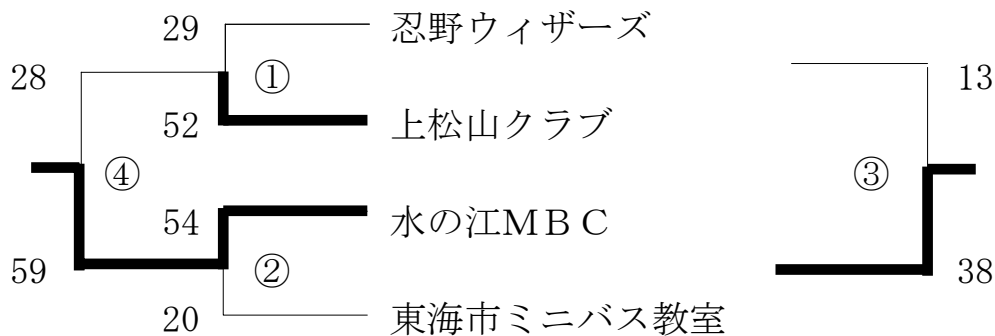 29 忍野ウィザーズ
28 ① 13
52 上松山クラブ
④ ③
54 水の江MBC
59 ② 38
20 東海市ミニバス教室